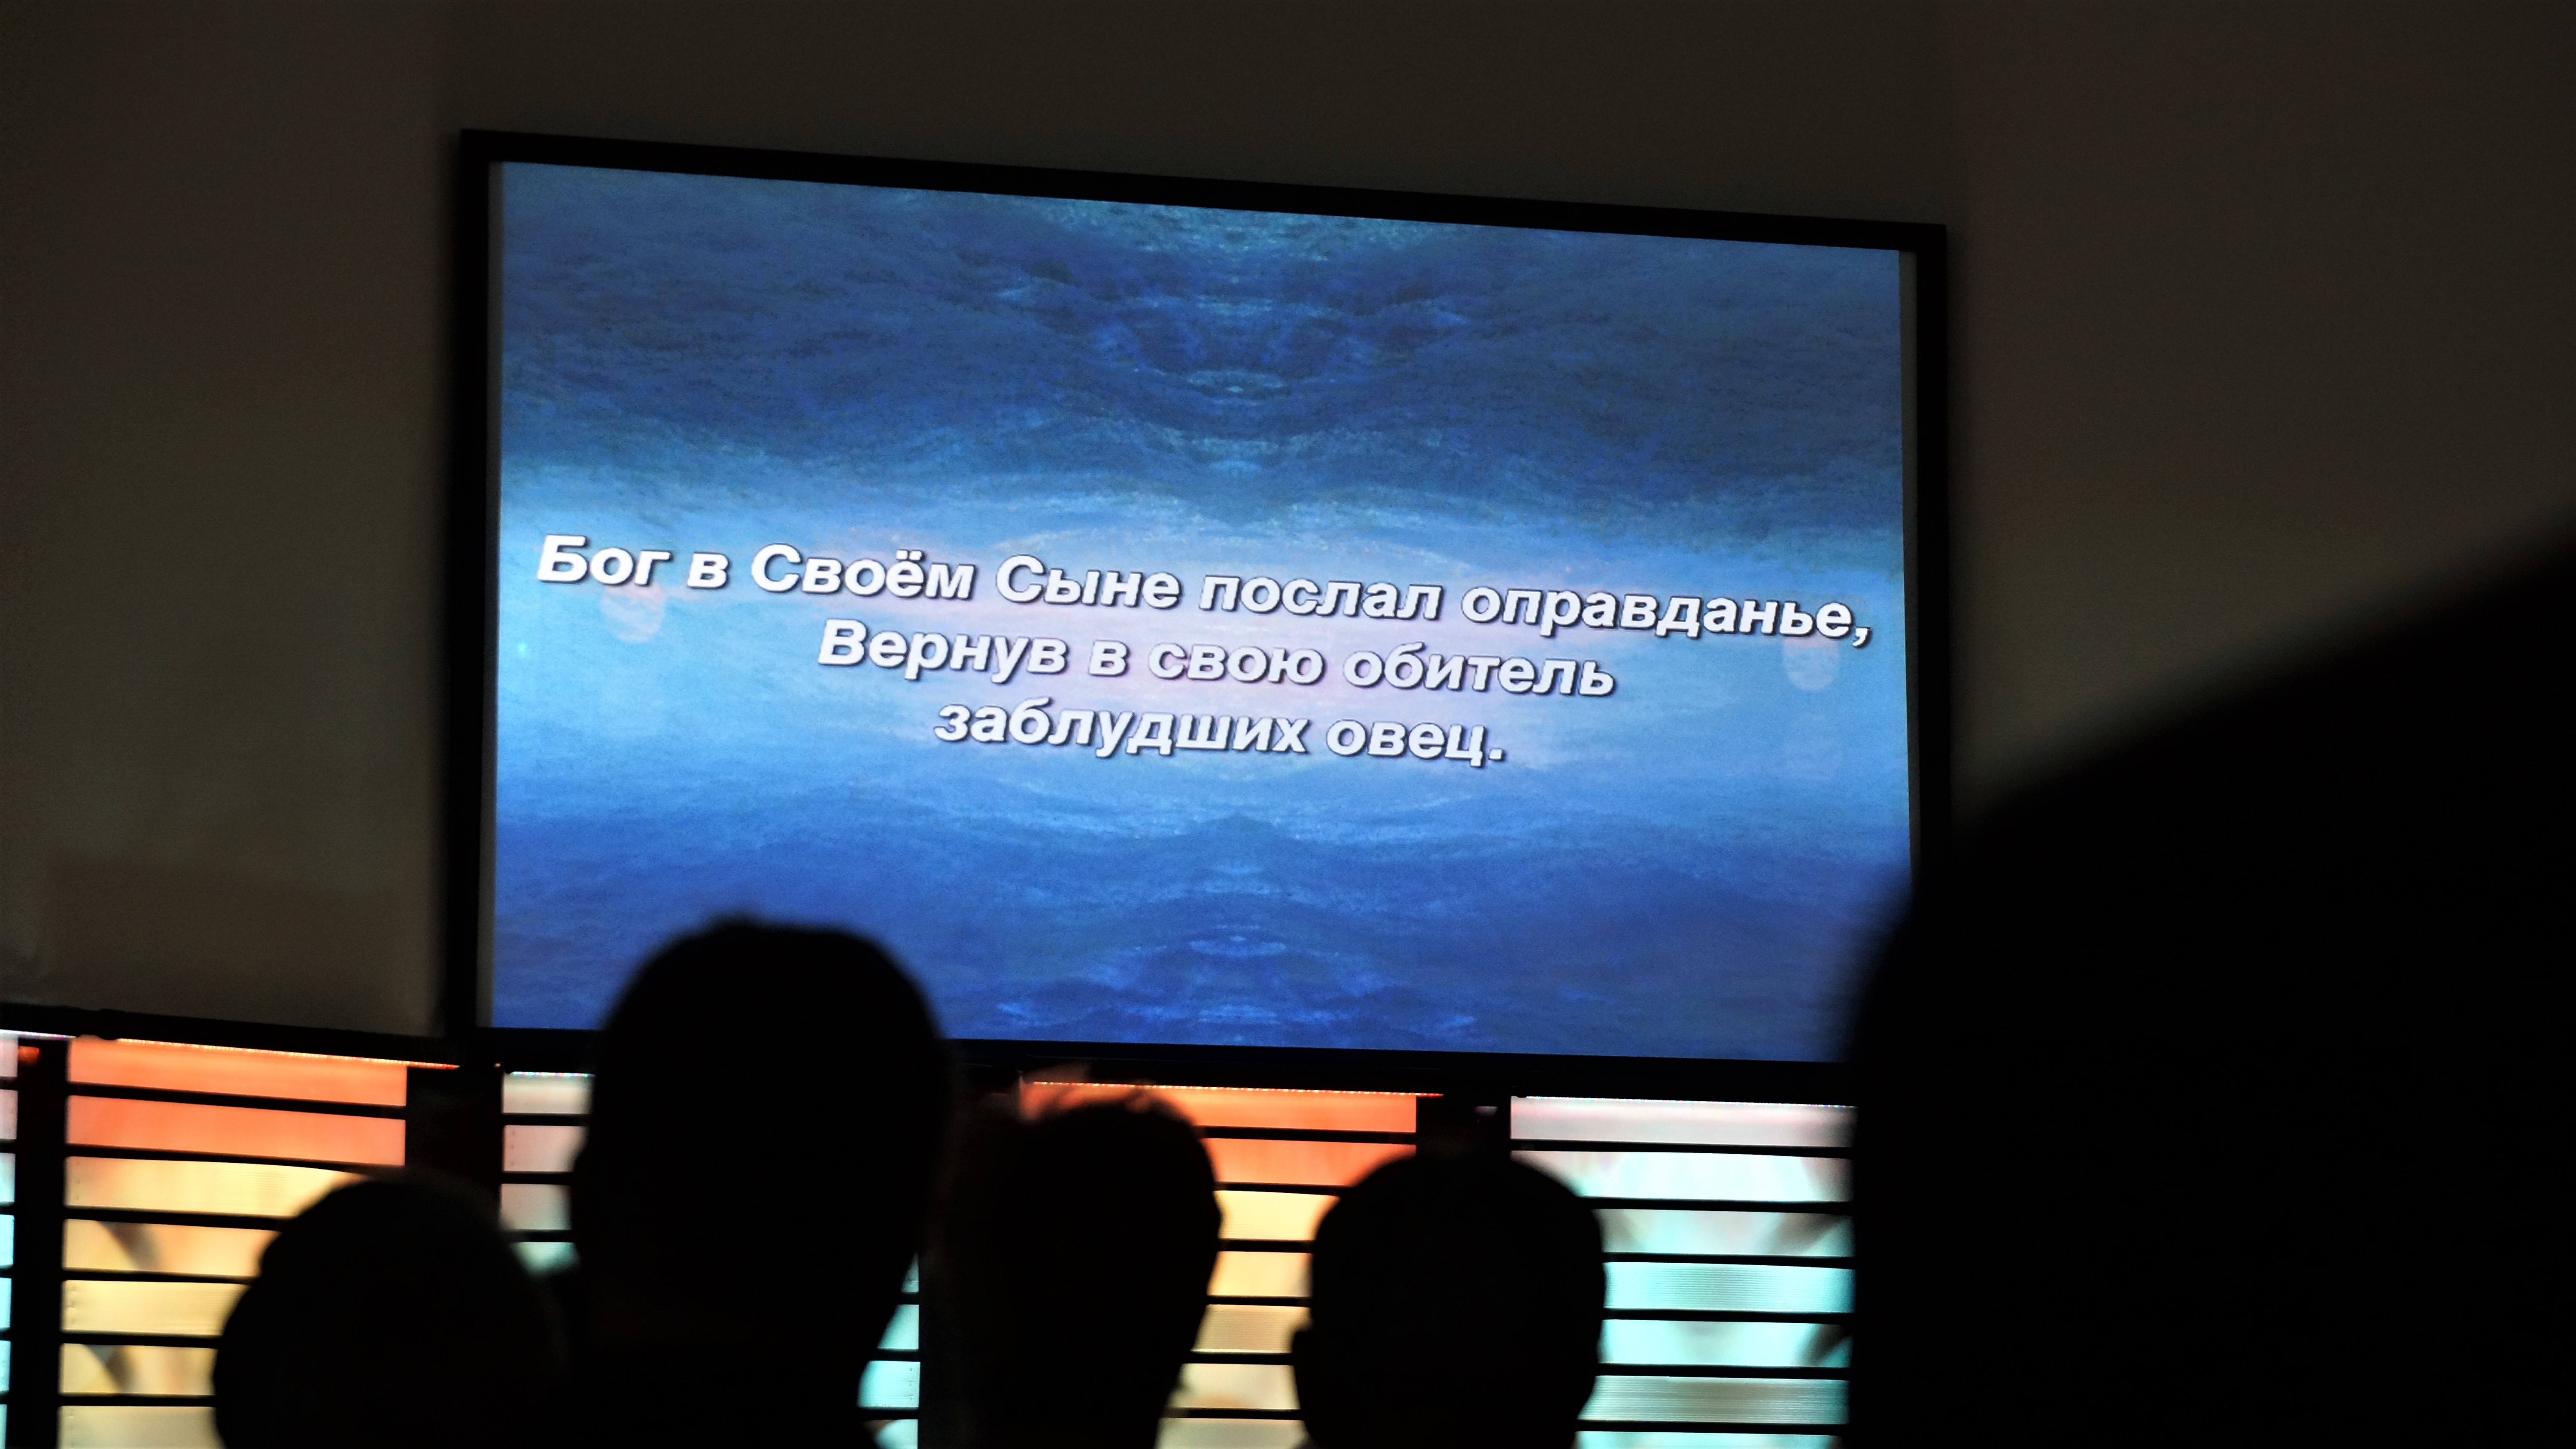 Бог в Своём Сыне послал оправданье,
Вернув в свою обитель
заблудших овец.